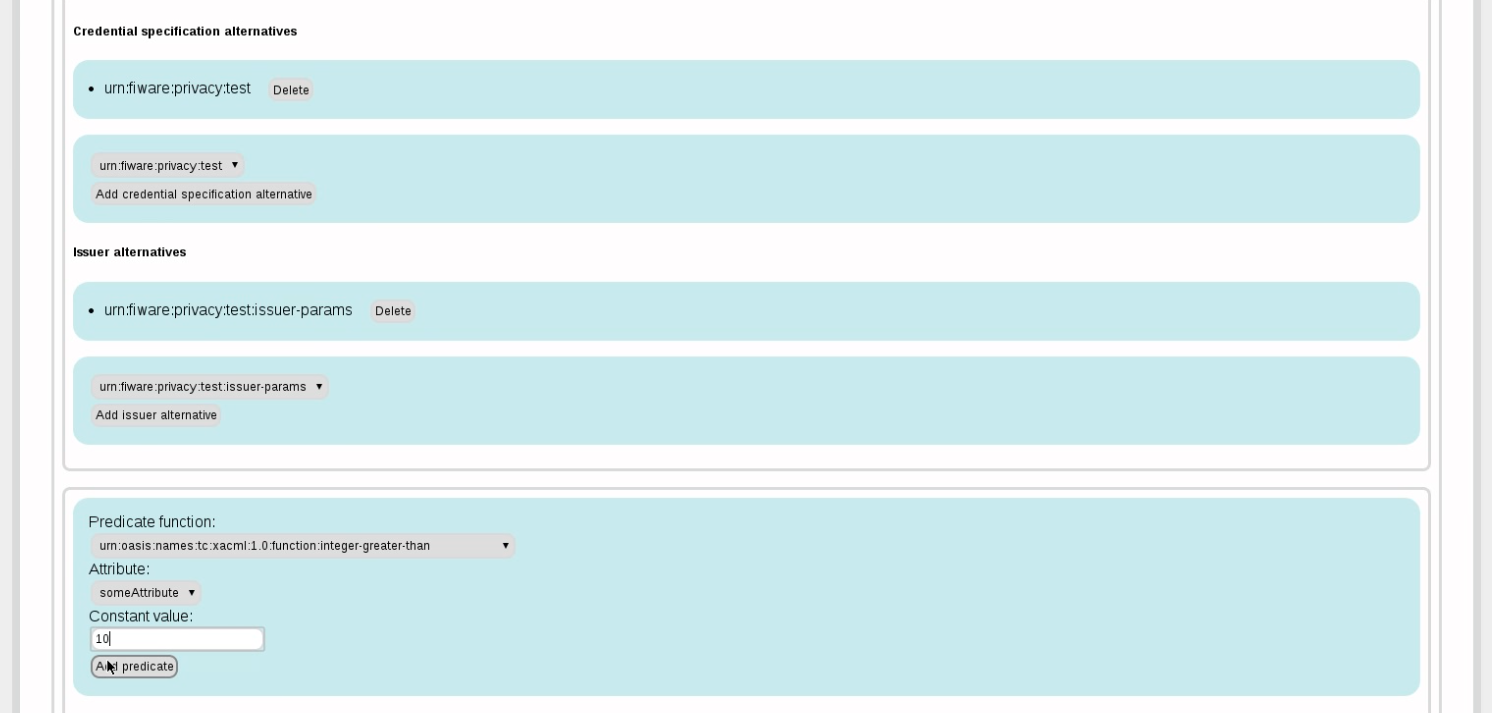 Credential specification alternatives
• urn:fiware:privacy:test Delete
urn:fiware:privacy:test ▼
Add credential specification alternative
Issuer alternatives
• urn:fiware:privacy:test:issuer-params Delete
urn:fiware:privacy:test:issuer-params ▼
Add issuer alternative
Predicate function:
urn:oasis:names:tc:xacml:1.0:function:integer-greater-than ▼
Attribute:
someAttribute ▼
Constant value:
10
Add predicate